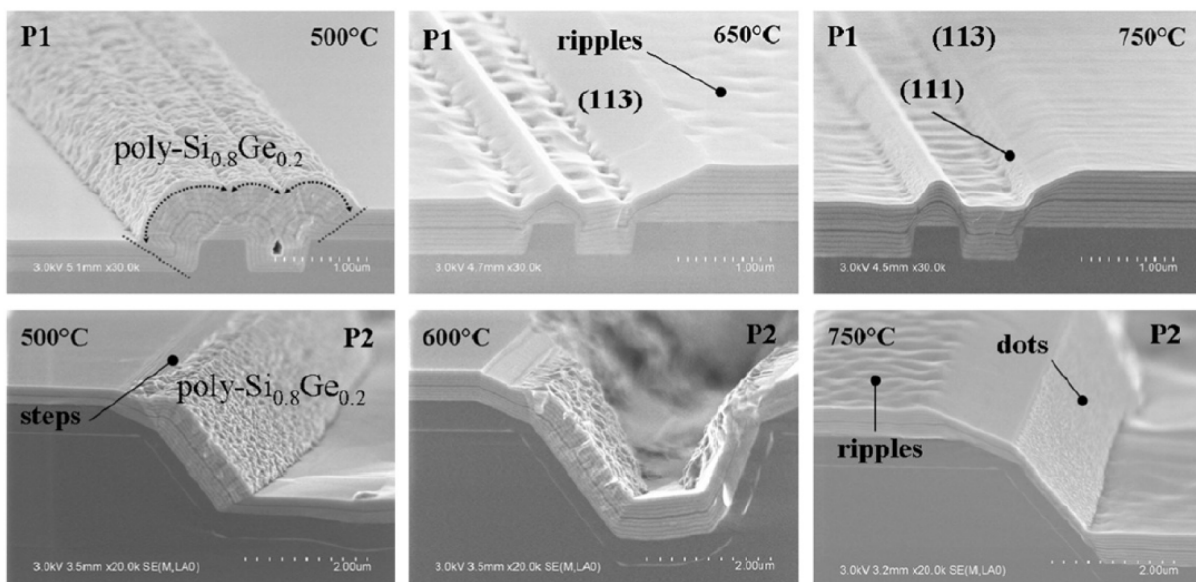 P1
500°C
poly-Si0.8Ge0.2
3.0kV 5.1mm x30.0k
1.00um
P1
ripples
650°C
(113)
3.0kV 4.7mm x30.0k
1.00um
P1
(113)
750°C
(111)
3.0kV 4.5mm x30.0k
1.00um
500°C
P2
poly-Si0.8Ge0.2
steps
3.0kV 3.5mm x20.0k SE(M,LA0)
2.00um
600°C
P2
3.0kV 3.5mm x20.0k SE(M,LA0)
2.00um
750°C
P2
dots
ripples
3.0kV 3.2mm x20.0k SE(M,LA0)
2.00um